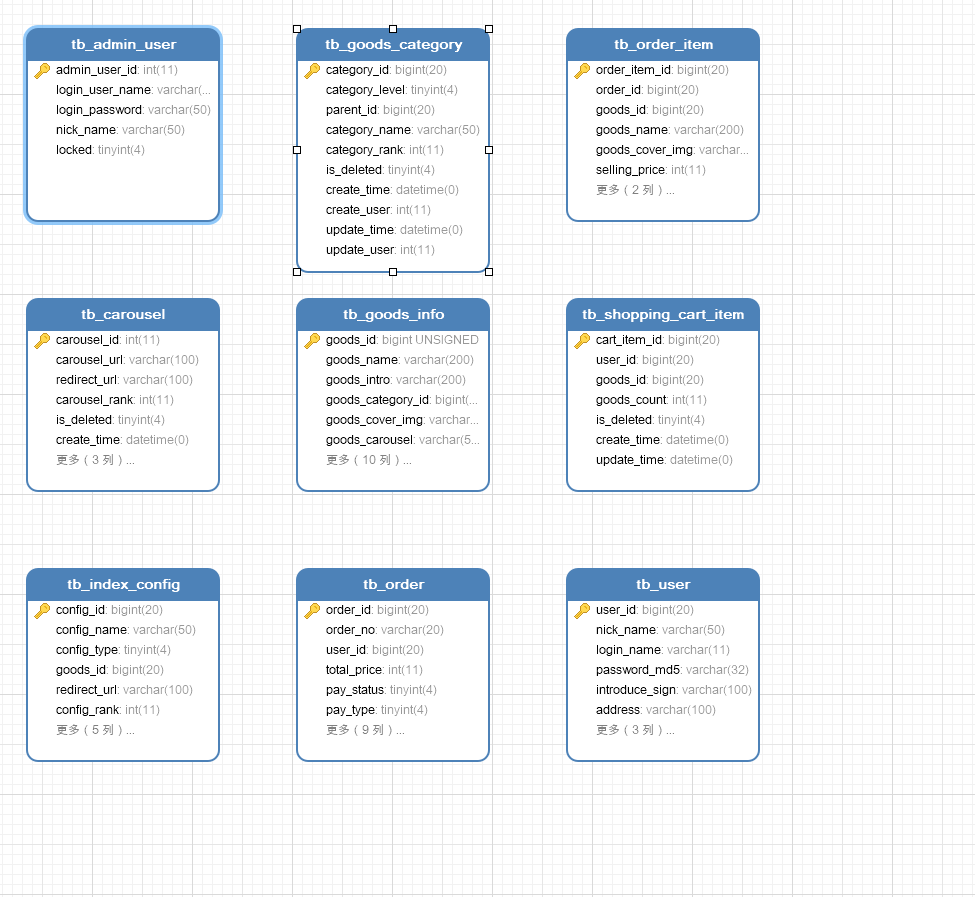 tb_admin_user
admin_user_id: int(11)
login_user_name: varchar(...
login_password: varchar(50)
nick_name: varchar(50)
locked: tinyint(4)
tb_goods_category
category_id: bigint(20)
category_level: tinyint(4)
parent_id: bigint(20)
category_name: varchar(50)
category_rank: int(11)
is_deleted: tinyint(4)
create_time: datetime(0)
create_user: int(11)
update_time: datetime(0)
update_user: int(11)
tb_order_item
order_item_id: bigint(20)
order_id: bigint(20)
goods_id: bigint(20)
goods_name: varchar(200)
goods_cover_img: varchar...
selling_price: int(11)
更多 ( 2 列 ) ...
tb_carousel
carousel_id: int(11)
carousel_url: varchar(100)
redirect_url: varchar(100)
carousel_rank: int(11)
is_deleted: tinyint(4)
create_time: datetime(0)
更多 ( 3 列 ) ...
tb_goods_info
goods_id: bigint UNSIGNED
goods_name: varchar(200)
goods_intro: varchar(200)
goods_category_id: bigint(...
goods_cover_img: varchar...
goods_carousel: varchar(5...
更多 ( 10 列 ) ...
tb_shopping_cart_item
cart_item_id: bigint(20)
user_id: bigint(20)
goods_id: bigint(20)
goods_count: int(11)
is_deleted: tinyint(4)
create_time: datetime(0)
update_time: datetime(0)
tb_index_config
config_id: bigint(20)
config_name: varchar(50)
config_type: tinyint(4)
goods_id: bigint(20)
redirect_url: varchar(100)
config_rank: int(11)
更多 ( 5 列 ) ...
tb_order
order_id: bigint(20)
order_no: varchar(20)
user_id: bigint(20)
total_price: int(11)
pay_status: tinyint(4)
pay_type: tinyint(4)
更多 ( 9 列 ) ...
tb_user
user_id: bigint(20)
nick_name: varchar(50)
login_name: varchar(11)
password_md5: varchar(32)
introduce_sign: varchar(100)
address: varchar(100)
更多 ( 3 列 ) ...